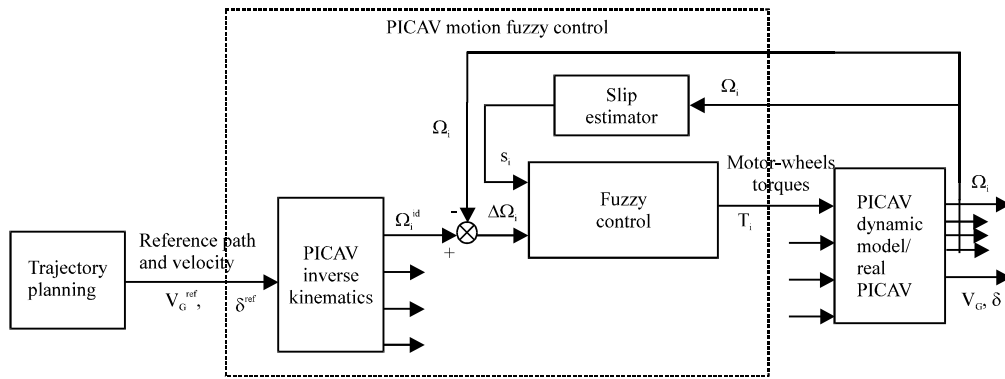 PICAV motion fuzzy control
Ω_i
Slip
estimator
Ω_i
s_i
Motor-wheels
torques
Ω_i
Fuzzy
control
Ω_i^id
-
ΔΩ_i
T_i
PICAV
dynamic
model/
real
PICAV
Reference path
and velocity
+
Trajectory
planning
PICAV
inverse
kinematics
V_G^ref,
δ^ref
V_G, δ